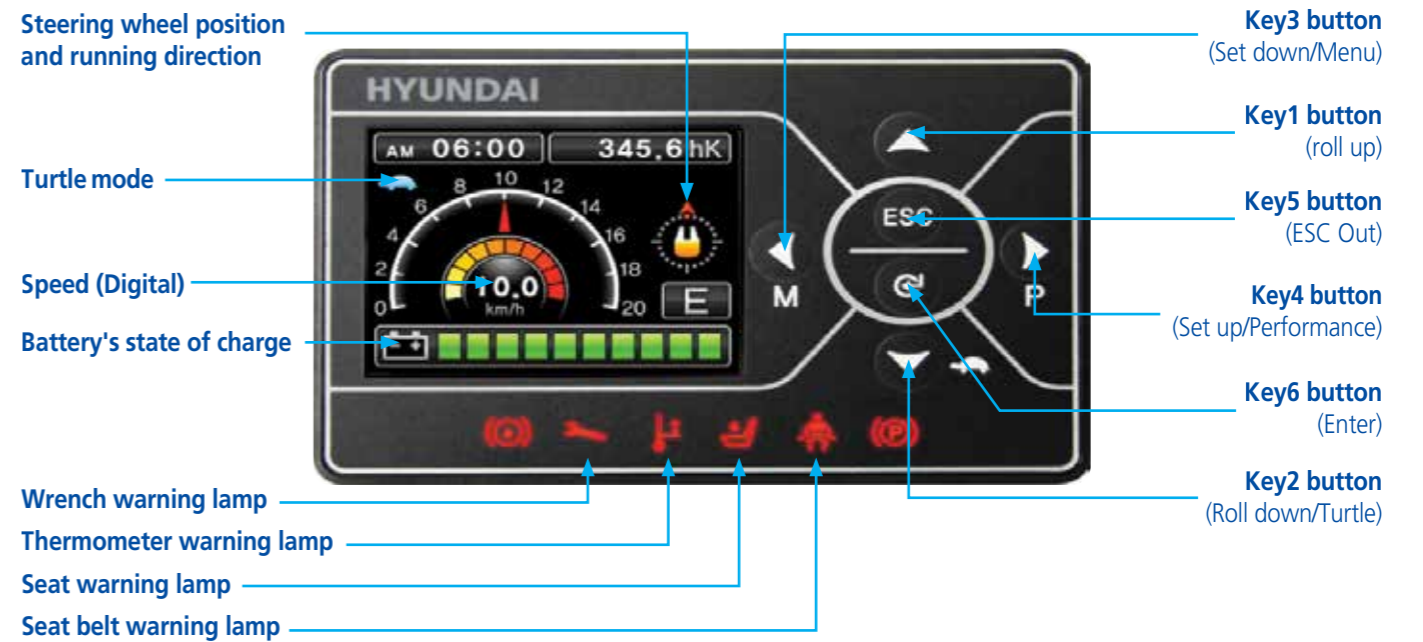 Steering wheel position
and running direction
Turtle mode
Speed (Digital)
Battery's state of charge
HYUNDAI
AM 06:00
345.6 hK
0
2
4
6
8
10
12
14
16
18
20
10.0
km/h
E
M
ESC
P
(P)
Wrench warning lamp
Thermometer warning lamp
Seat warning lamp
Seat belt warning lamp
Key3 button
(Set down/Menu)
Key1 button
(roll up)
Key5 button
(ESC Out)
Key4 button
(Set up/Performance)
Key6 button
(Enter)
Key2 button
(Roll down/Turtle)